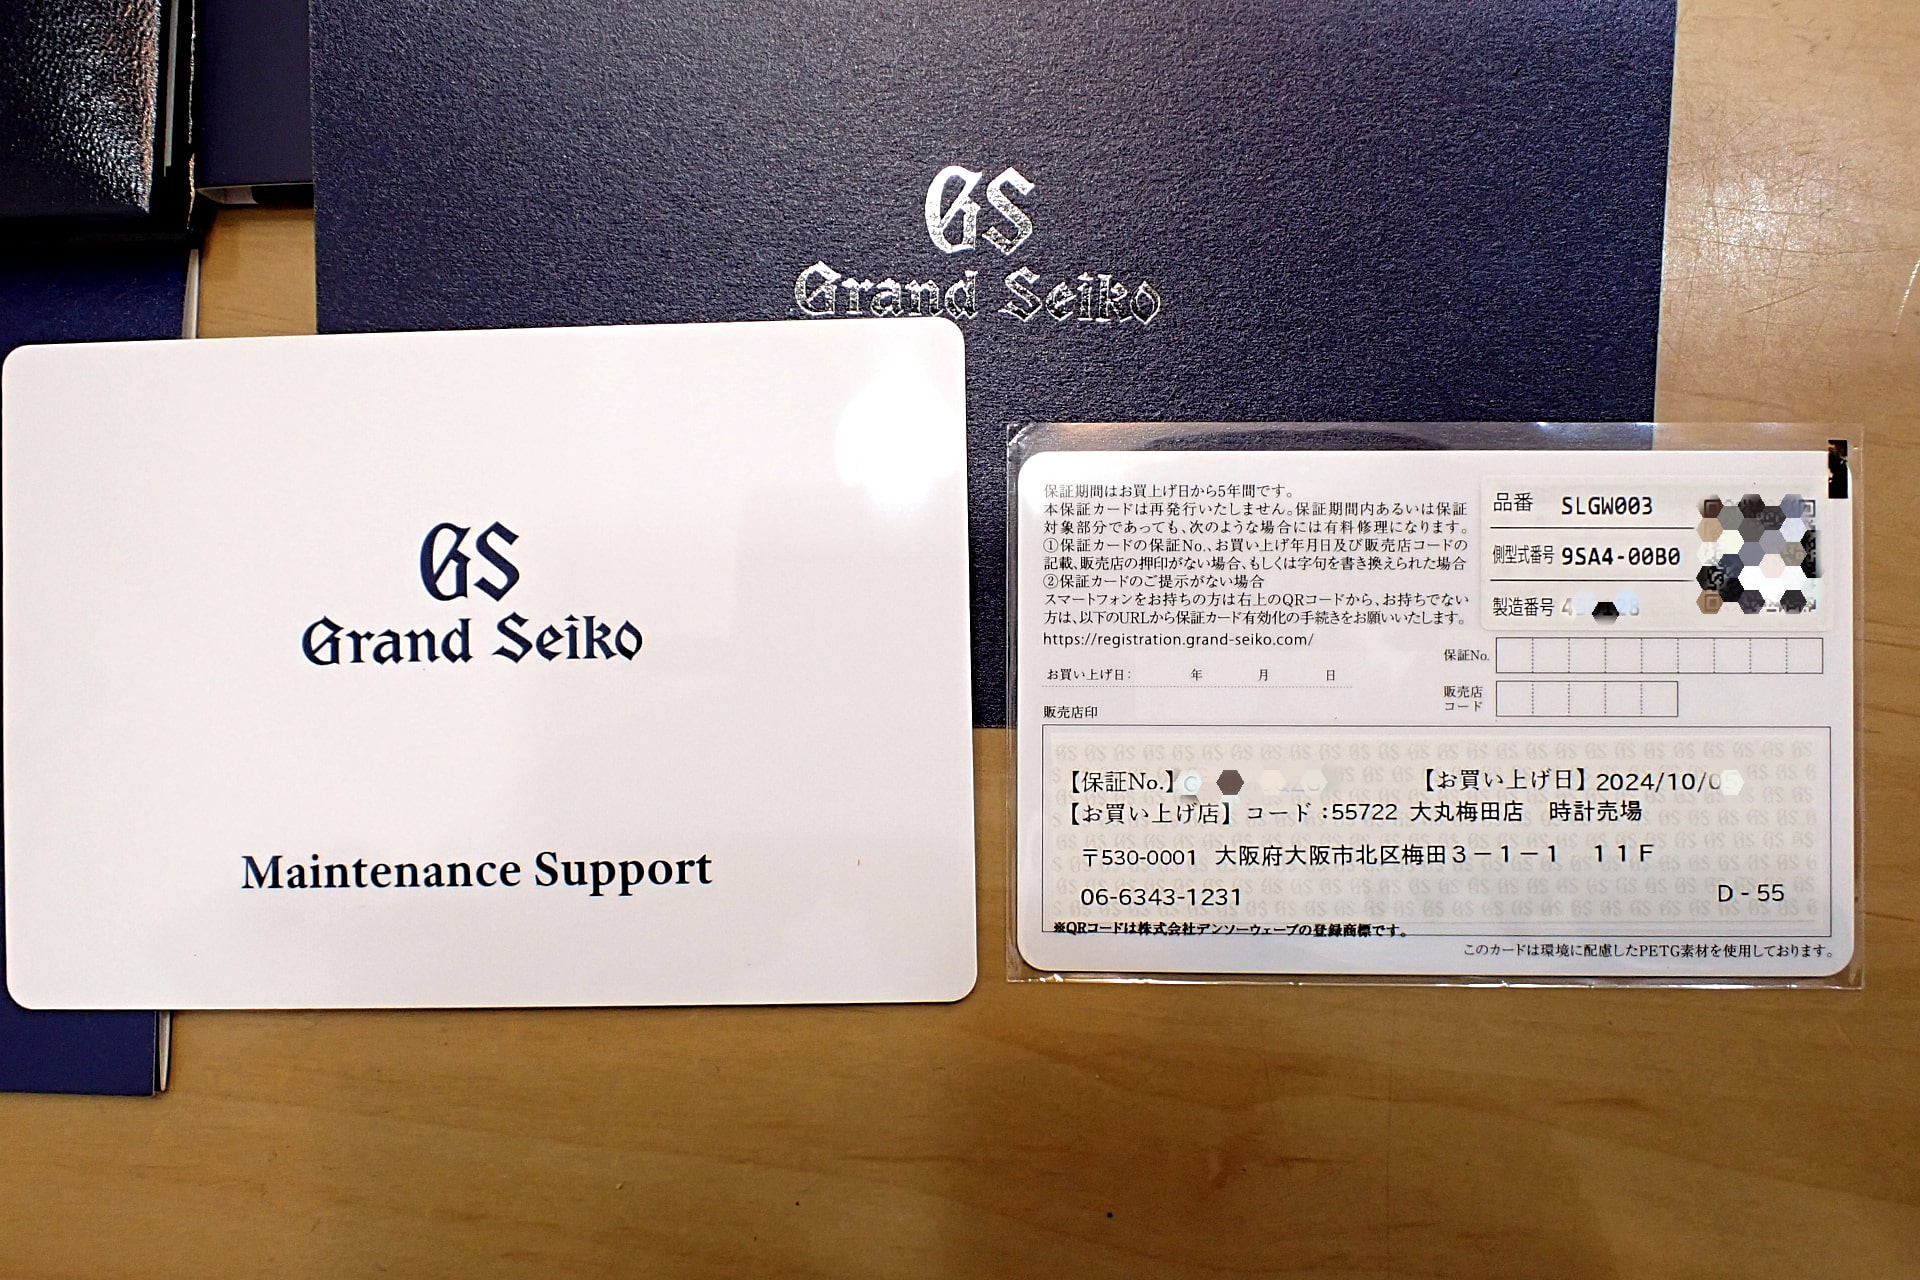 GS
Grand Seiko
GS
Grand Seiko
Maintenance Support
保証期間はお買上げ日から5年間です。
本保証カードは再発行いたしません。保証期間内あるいは保証
対象部分であっても、次のような場合には有料修理になります。
①保証カードの保証No.、お買い上げ年月日及び販売店コードの
記載、販売店の押印がない場合、もしくは字句を書き換えられた場合
②保証カードのご提示がない場合
スマートフォンをお持ちの方は右上のQRコードから、お持ちでない
方は、以下のURLから保証カード有効化の手続きをお願いいたします。
https://registration.grand-seiko.com/
お買い上げ日: 年 月 日
販売店印
品番 SLGW003
側型式番号 9SA4-00B0
製造番号
保証No.
販売店
コード
【保証No.】 【お買い上げ日】2024/10/0
【お買い上げ店】コード:55722 大丸梅田店 時計売場
〒530-0001 大阪府大阪市北区梅田3－1－1 11F
06-6343-1231 D-55
※QRコードは株式会社デンソーウェーブの登録商標です。
このカードは環境に配慮したPETG素材を使用しております。